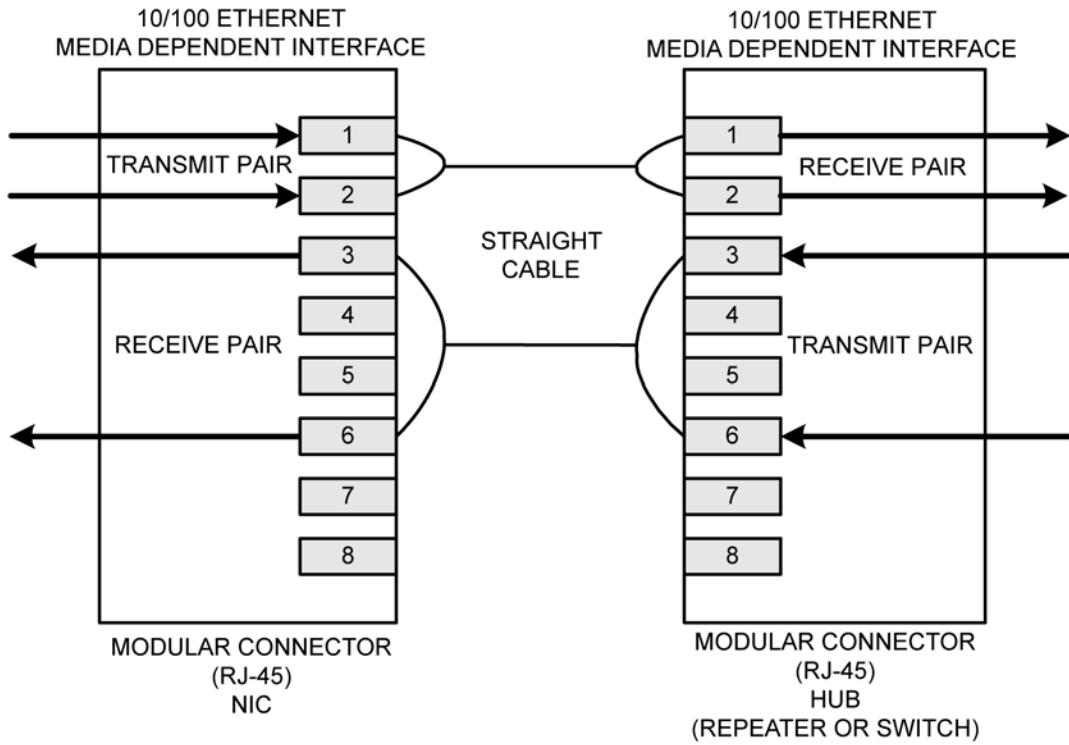 10/100 ETHERNET
MEDIA DEPENDENT INTERFACE
1
TRANSMIT PAIR
2
3
4
RECEIVE PAIR
5
6
7
8
MODULAR CONNECTOR
(RJ-45)
NIC
STRAIGHT
CABLE
10/100 ETHERNET
MEDIA DEPENDENT INTERFACE
1
RECEIVE PAIR
2
3
4
TRANSMIT PAIR
5
6
7
8
MODULAR CONNECTOR
(RJ-45)
HUB
(REPEATER OR SWITCH)